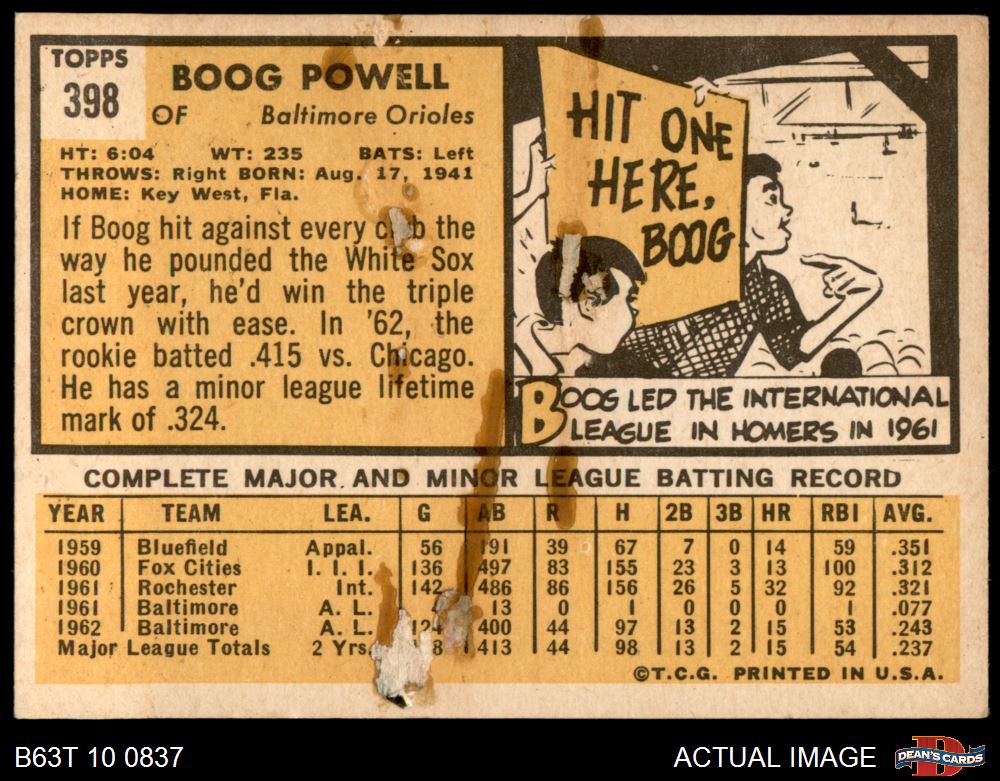 TOPPS
398
BOOG POWELL
OF Baltimore Orioles
HT: 6:04 WT: 235 BATS: Left
THROWS: Right BORN: Aug. 17, 1941
HOME: Key West, Fla.
If Boog hit against every club the
way he pounded the White Sox
last year, he'd win the triple
crown with ease. In '62, the
rookie batted .415 vs. Chicago.
He has a minor league lifetime
mark of .324.
HIT ONE
HERE,
BOOG
BOOG LED THE INTERNATIONAL
LEAGUE IN HOMERS IN 1961
COMPLETE MAJOR AND MINOR LEAGUE BATTING RECORD
YEAR TEAM LEA. G AB R H 2B 3B HR RBI AVG.
1959 Bluefield Appal. 56 191 39 67 7 0 14 59 .351
1960 Fox Cities I. I. I. 136 497 83 155 23 3 13 100 .312
1961 Rochester Int. 142 486 86 156 26 5 32 92 .321
1961 Baltimore A. L. 13 0 1 0 0 0 1 .077
1962 Baltimore A. L. 124 400 44 97 13 2 15 53 .243
Major League Totals 2 Yrs. 413 44 98 13 2 15 54 .237
©T.C.G. PRINTED IN U.S.A.
B63T 10 0837
ACTUAL IMAGE
DEAN'S CARDS